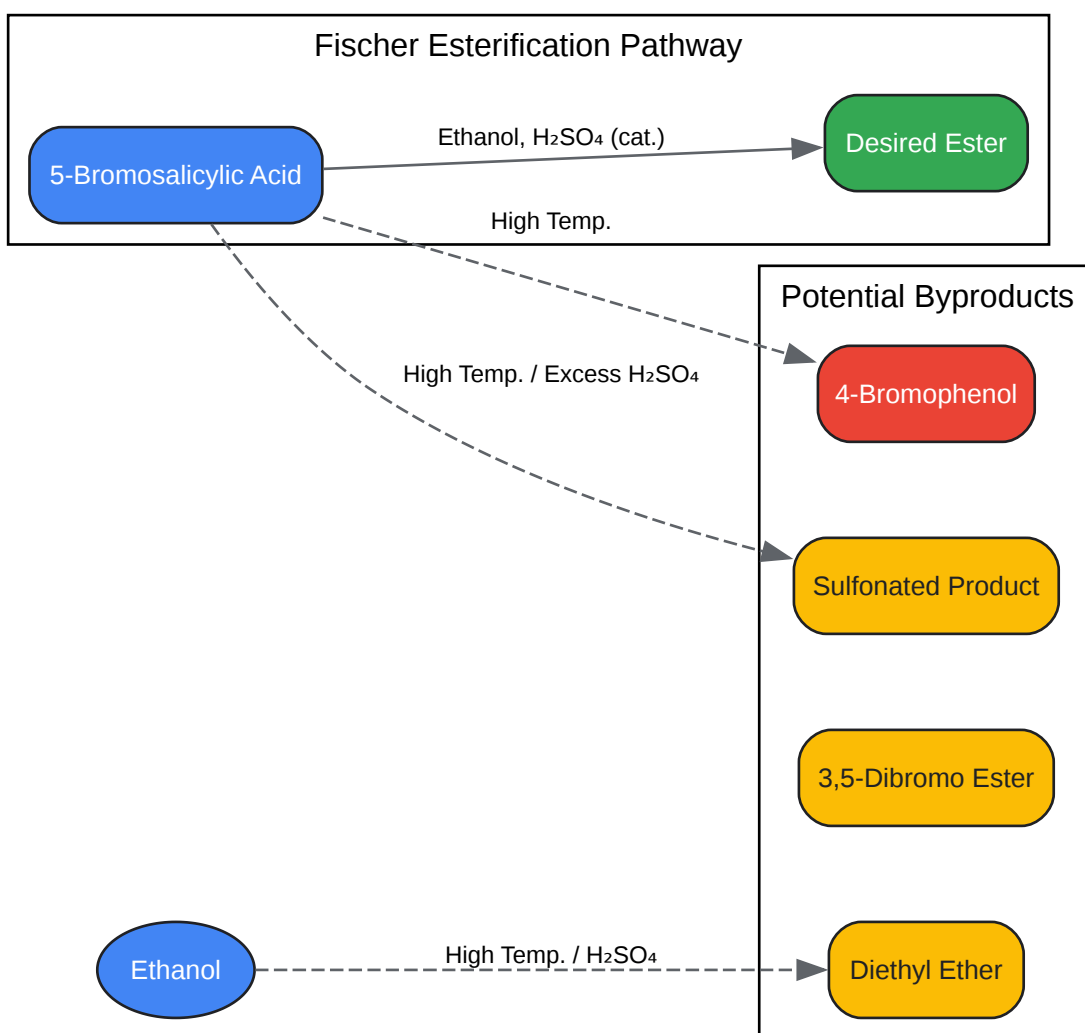 Fischer Esterification Pathway
Ethanol, H₂SO₄ (cat.)
Desired Ester
5-Bromosalicylic Acid
High Temp.
Potential Byproducts
High Temp. / Excess H₂SO₄
4-Bromophenol
Sulfonated Product
3,5-Dibromo Ester
Ethanol
High Temp. / H₂SO₄
Diethyl Ether